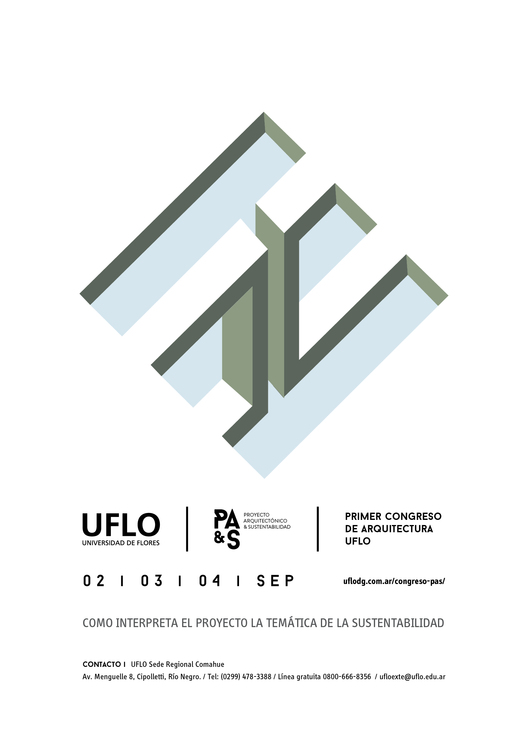 UFLO
UNIVERSIDAD DE FLORES
PA
&S
PROYECTO
ARQUITECTÓNICO
& SUSTENTABILIDAD
PRIMER CONGRESO
DE ARQUITECTURA
UFLO
02 | 03 | 04 | SEP
uflodg.com.ar/congreso-pas/
COMO INTERPRETA EL PROYECTO LA TEMÁTICA DE LA SUSTENTABILIDAD
CONTACTO | UFLO Sede Regional Comahue
Av. Menguelle 8, Cipolletti, Río Negro. / Tel: (0299) 478-3388 / Línea gratuita 0800-666-8356 / ufloexte@uflo.edu.ar